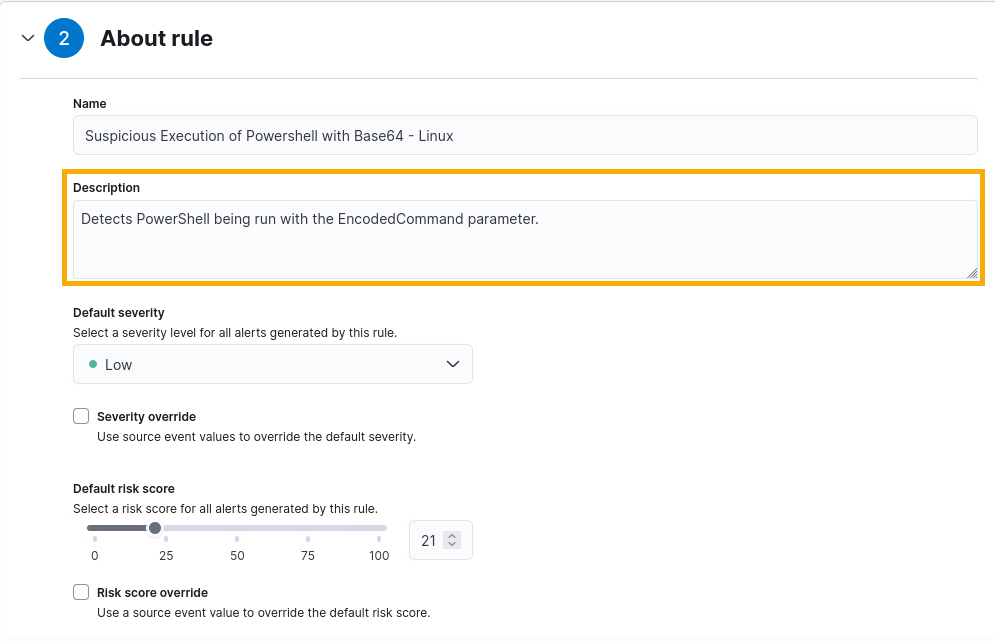 2 About rule
Name
Suspicious Execution of Powershell with Base64 - Linux
Description
Detects PowerShell being run with the EncodedCommand parameter.
Default severity
Select a severity level for all alerts generated by this rule.
Low
Severity override
Use source event values to override the default severity.
Default risk score
Select a risk score for all alerts generated by this rule.
21
0 25 50 75 100
Risk score override
Use a source event value to override the default risk score.